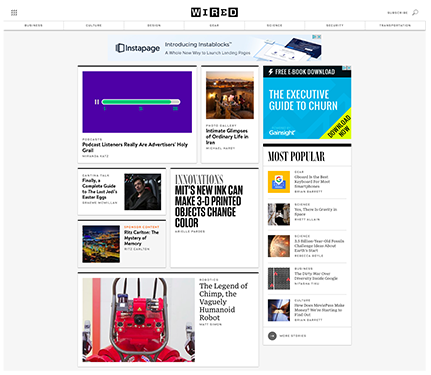 WIRED
SUBSCRIBE
BUSINESS
CULTURE
DESIGN
GEAR
SCIENCE
SECURITY
TRANSPORTATION
Instapage
Introducing Instablocks™
A Whole New Way to Launch Landing Pages
PODCASTS
Podcast Listeners Really Are Advertisers' Holy
Grail
MIRANDA KATZ
PHOTO GALLERY
Intimate Glimpses
of Ordinary Life in
Iran
MICHAEL HARDY
FREE E-BOOK DOWNLOAD
THE EXECUTIVE
GUIDE TO CHURN
Gainsight
DOWNLOAD
NOW
CANTINA TALK
Finally, a
Complete Guide
to The Last Jedi's
Easter Eggs
GRAEME MCMILLAN
SPONSOR CONTENT
Rits Carlton: The
Mystery of
Memory
RITS CARLTON
INNOVATIONS
MIT'S NEW INK CAN
MAKE 3-D PRINTED
OBJECTS CHANGE
COLOR
ARIELLE PARDES
MOST POPULAR
GEAR
Gboard Is the Best
Keyboard For Most
Smartphones
BRIAN BARRETT
SCIENCE
Yes, There Is Gravity in
Space
RHETT ALLAIN
SCIENCE
3.5 Billion-Year-Old Fossils
Challenge Ideas About
Earth's Start
REBECCA BOYLE
BUSINESS
The Dirty War Over
Diversity Inside Google
NITASHA TIKU
CULTURE
How Does MoviePass Make
Money? We're Starting to
Find Out
BRIAN BARRETT
MORE STORIES
ROBOTICS
The Legend of
Chimp, the
Vaguely
Humanoid
Robot
MATT SIMON